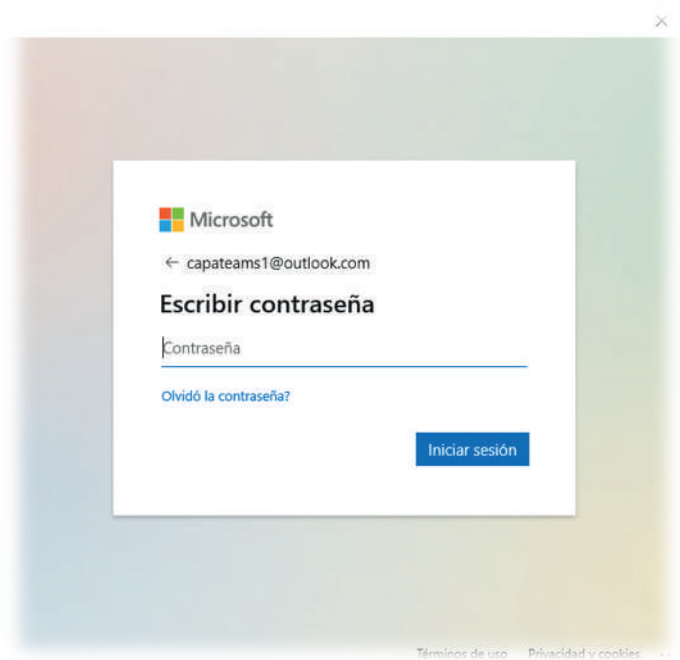 Microsoft
← capateams1@outlook.com
Escribir contraseña
Contraseña
Olvidó la contraseña?
Iniciar sesión
Términos de uso Privacidad y cookies